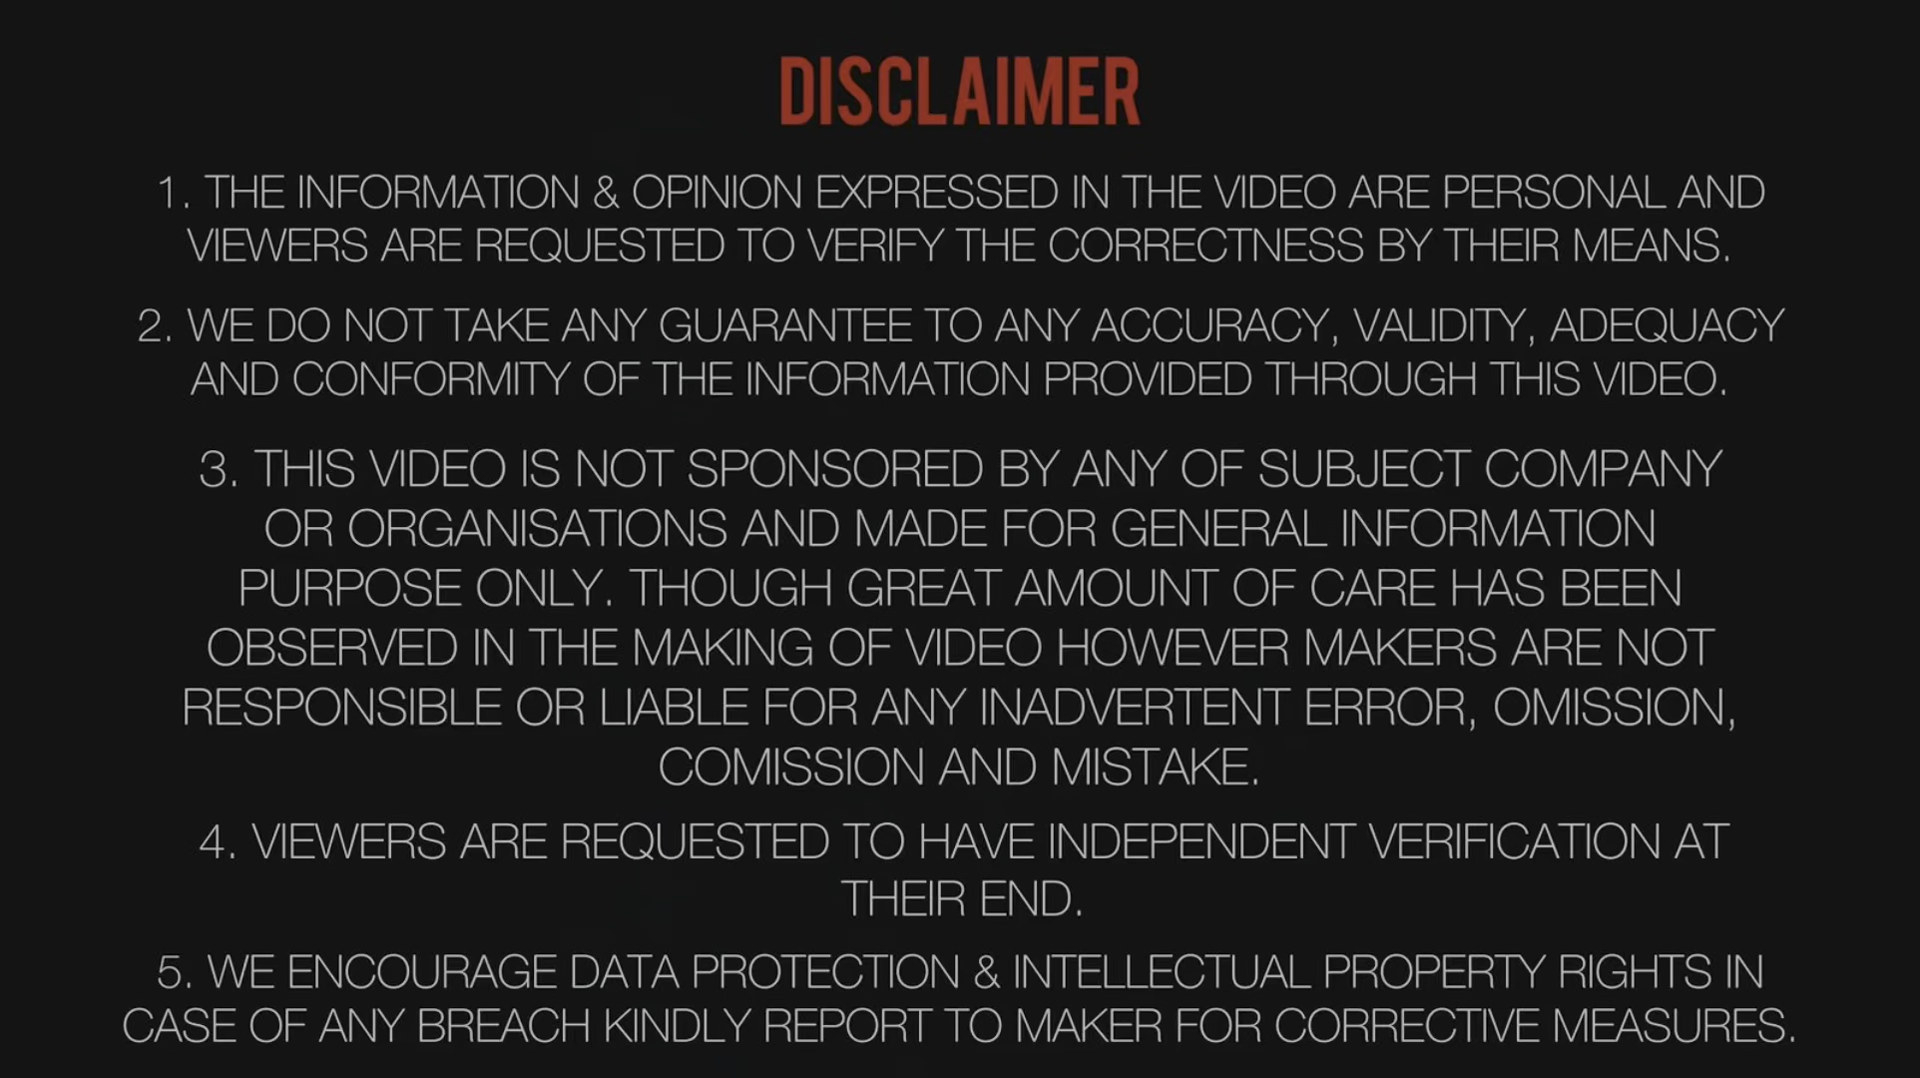 DISCLAIMER
1. THE INFORMATION & OPINION EXPRESSED IN THE VIDEO ARE PERSONAL AND
VIEWERS ARE REQUESTED TO VERIFY THE CORRECTNESS BY THEIR MEANS.
2. WE DO NOT TAKE ANY GUARANTEE TO ANY ACCURACY, VALIDITY, ADEQUACY
AND CONFORMITY OF THE INFORMATION PROVIDED THROUGH THIS VIDEO.
3. THIS VIDEO IS NOT SPONSORED BY ANY OF SUBJECT COMPANY
OR ORGANISATIONS AND MADE FOR GENERAL INFORMATION
PURPOSE ONLY. THOUGH GREAT AMOUNT OF CARE HAS BEEN
OBSERVED IN THE MAKING OF VIDEO HOWEVER MAKERS ARE NOT
RESPONSIBLE OR LIABLE FOR ANY INADVERTENT ERROR, OMISSION,
COMISSION AND MISTAKE.
4. VIEWERS ARE REQUESTED TO HAVE INDEPENDENT VERIFICATION AT
THEIR END.
5. WE ENCOURAGE DATA PROTECTION & INTELLECTUAL PROPERTY RIGHTS IN
CASE OF ANY BREACH KINDLY REPORT TO MAKER FOR CORRECTIVE MEASURES.